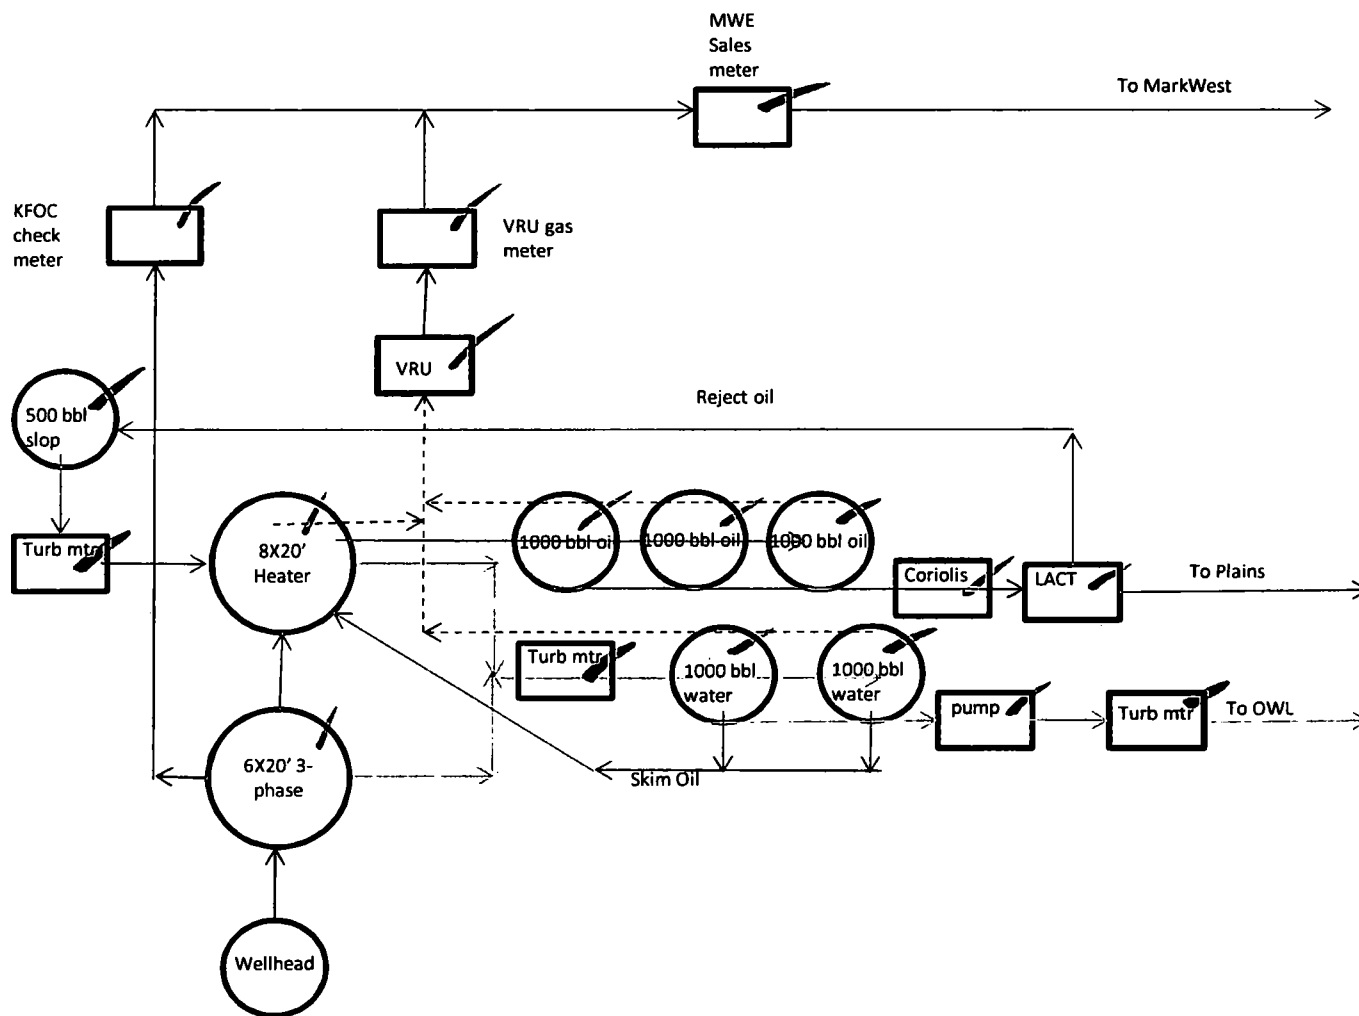 MWE
Sales
meter
To MarkWest
KFOC
check
meter
VRU gas
meter
VRU
Reject oil
500 bbl
slop
Turb mtr
8X20'
Heater
1000 bbl oil
1000 bbl oil
1000 bbl oil
Coriolis
LACT
To Plains
Turb mtr
1000 bbl
water
1000 bbl
water
pump
Turb mtr
To OWL
6X20' 3-
phase
Skim Oil
Wellhead